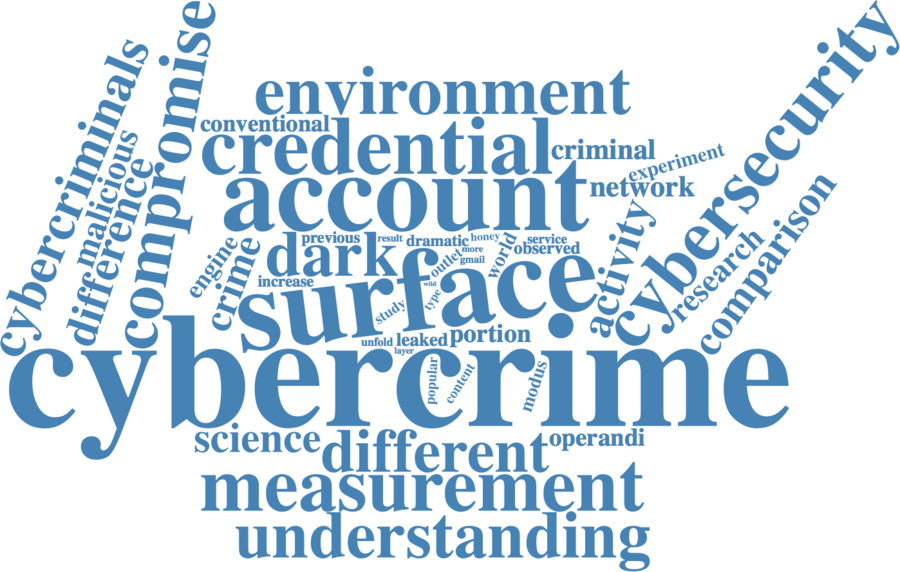 cybercriminals
malicious
difference
compromise
environment
conventional
credential
account
criminal
experiment
network
cybersecurity
activity
research
comparison
engine
crime
previous
result
dramatic
honey
service
dark
outlet
more
gmail
world
observed
increase
surface
wild
type
study
unfold
leaked
portion
layer
cybercrime
popular
content
modus
science
different
operandi
measurement
understanding